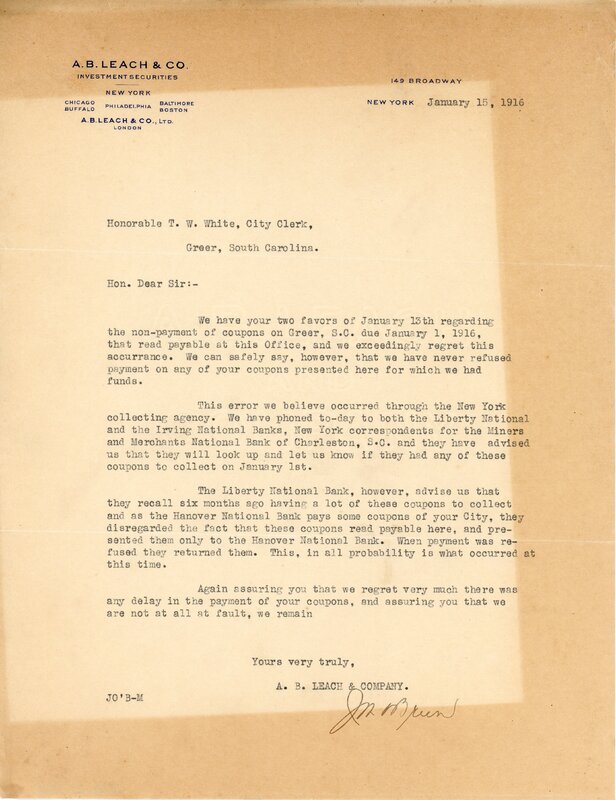 A.B. LEACH & CO.
INVESTMENT SECURITIES
NEW YORK
CHICAGO PHILADELPHIA BALTIMORE
BUFFALO BOSTON
A.B. LEACH & CO., LTD.
LONDON
149 BROADWAY
NEW YORK January 15, 1916
Honorable T. W. White, City Clerk,
Greer, South Carolina.
Hon. Dear Sir:-
We have your two favors of January 13th regarding
the non-payment of coupons on Greer, S.C. due January 1, 1916,
that read payable at this Office, and we exceedingly regret this
accurrance. We can safely say, however, that we have never refused
payment on any of your coupons presented here for which we had
funds.
This error we believe occurred through the New York
collecting agency. We have phoned to-day to both the Liberty National
and the Irving National Banks, New York correspondents for the Miners
and Merchants National Bank of Charleston, S.C. and they have advised
us that they will look up and let us know if they had any of these
coupons to collect on January 1st.
The Liberty National Bank, however, advise us that
they recall six months ago having a lot of these coupons to collect
and as the Hanover National Bank pays some coupons of your City, they
disregarded the fact that these coupons read payable here, and pre-
sented them only to the Hanover National Bank. When payment was re-
fused they returned them. This, in all probability is what occurred at
this time.
Again assuring you that we regret very much there was
any delay in the payment of your coupons, and assuring you that we
are not at all at fault, we remain
Yours very truly,
A. B. LEACH & COMPANY.
JO'B-M